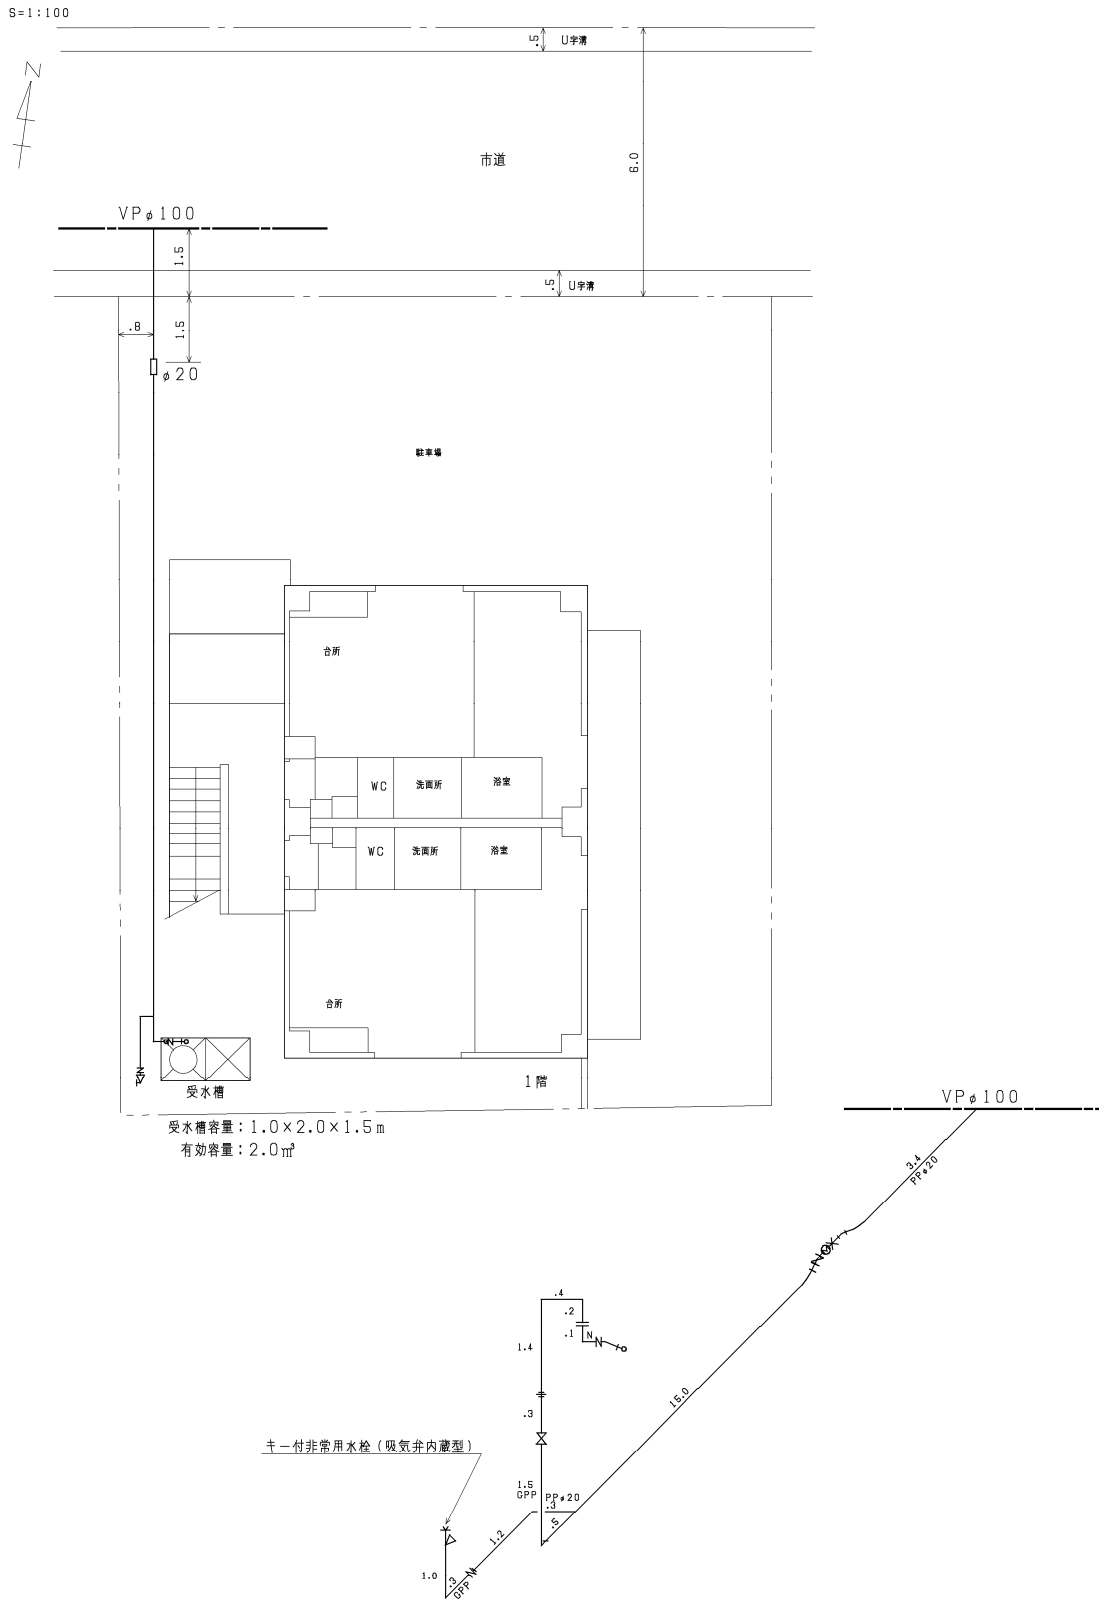 S=1:100
.5
U字溝
N
市道
6.0
VPφ100
1.5
.5
U字溝
.8
1.5
φ20
駐車場
台所
WC
洗面所
浴室
WC
洗面所
浴室
台所
受水槽
1階
受水槽容量：1.0×2.0×1.5m
有効容量：2.0㎥
VPφ100
3.4
PPφ20
.4
.2
.1
N
1.4
15.0
.3
キー付非常用水栓（吸気弁内蔵型）
1.5
GPP
PPφ20
.3
.5
1.2
1.0
.3
GPP